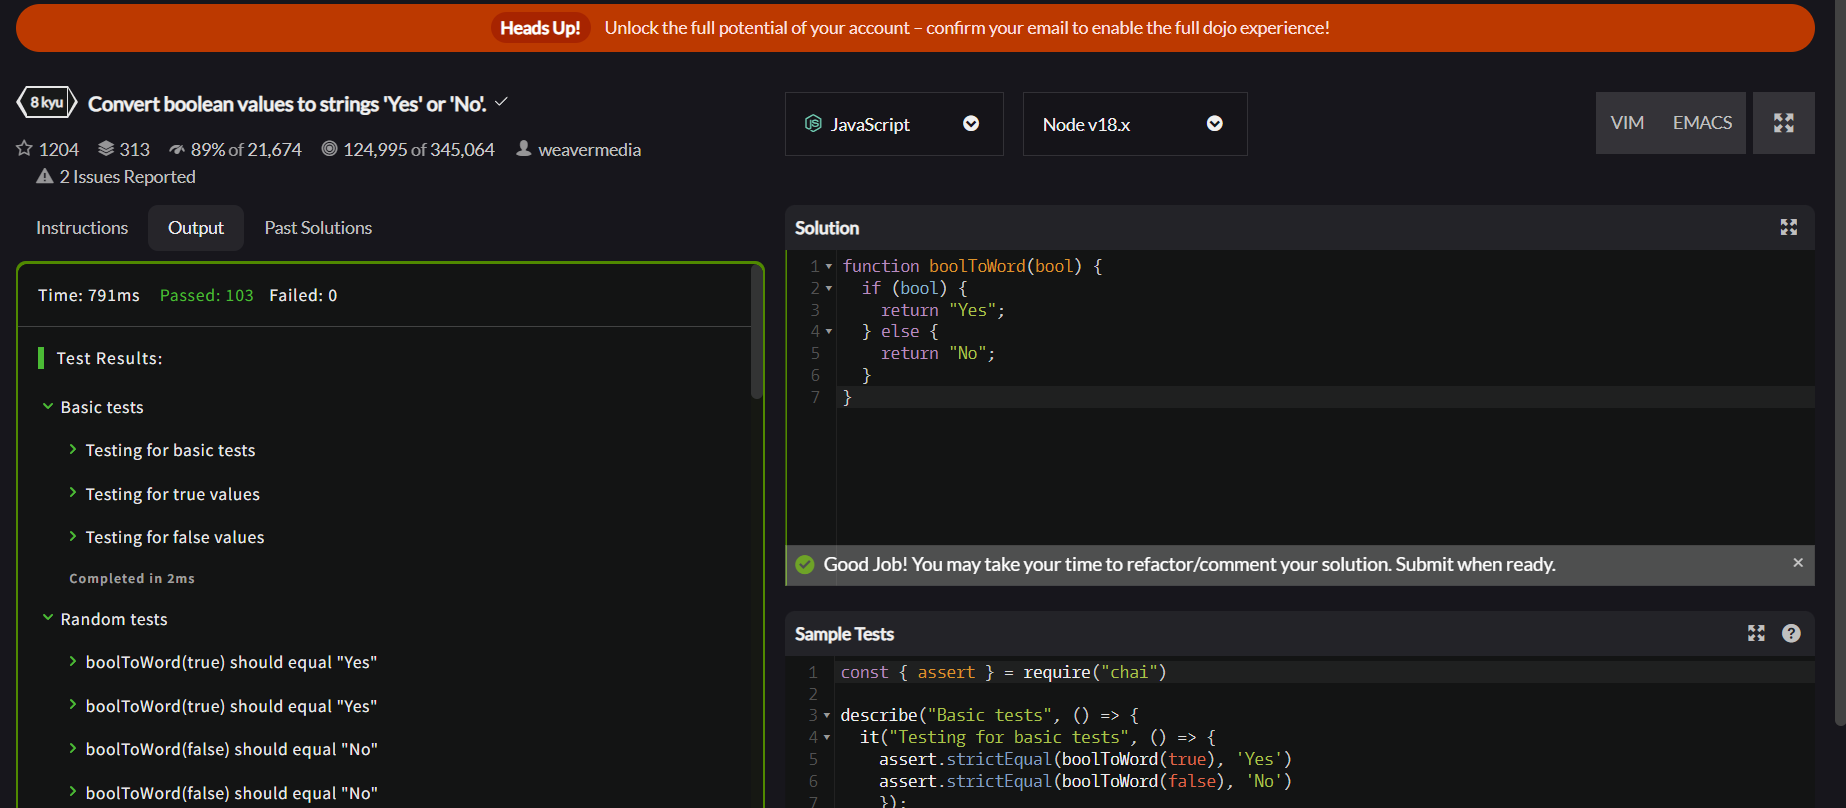 Heads Up! Unlock the full potential of your account – confirm your email to enable the full dojo experience!
8 kyu Convert boolean values to strings 'Yes' or 'No'.
1204 313 89% of 21,674 124,995 of 345,064 weavermedia
2 Issues Reported
Instructions Output Past Solutions
Time: 791ms Passed: 103 Failed: 0
Test Results:
Basic tests
Testing for basic tests
Testing for true values
Testing for false values
Completed in 2ms
Random tests
boolToWord(true) should equal "Yes"
boolToWord(true) should equal "Yes"
boolToWord(false) should equal "No"
boolToWord(false) should equal "No"
JavaScript Node v18.x VIM EMACS
Solution
1 function boolToWord(bool) {
2 if (bool) {
3 return "Yes";
4 } else {
5 return "No";
6 }
7 }
Good Job! You may take your time to refactor/comment your solution. Submit when ready.
Sample Tests
1 const { assert } = require("chai")
2
3 describe("Basic tests", () => {
4 it("Testing for basic tests", () => {
5 assert.strictEqual(boolToWord(true), 'Yes')
6 assert.strictEqual(boolToWord(false), 'No')
7 });